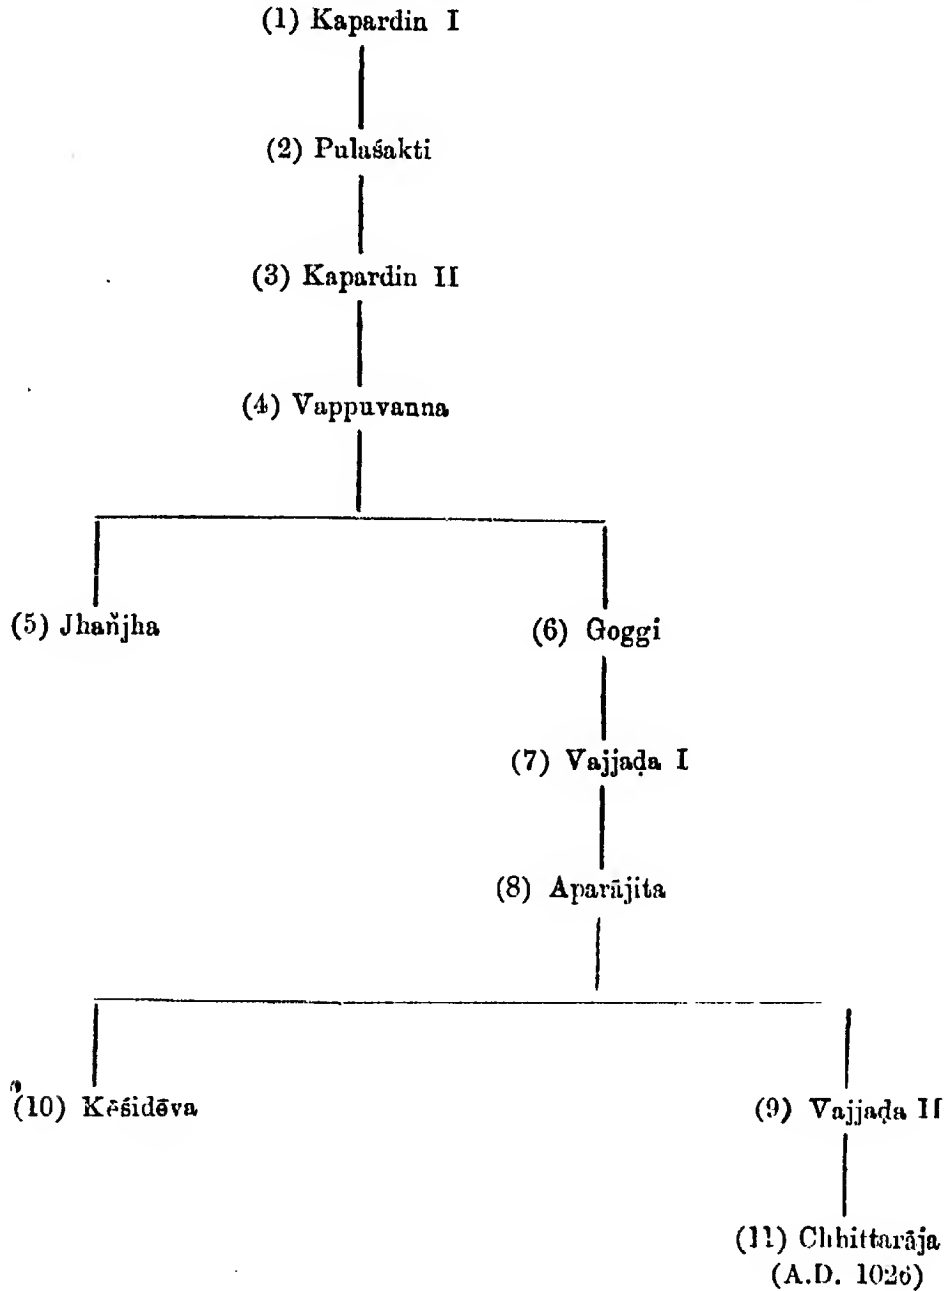 (1) Kapardin I
(2) Pulaśakti
(3) Kapardin II
(4) Vappuvanna
(5) Jhañjha
(6) Goggi
(7) Vajjaḍa I
(8) Aparājita
(10) Kēśidēva
(9) Vajjaḍa II
(11) Chhittarāja
(A.D. 1026)